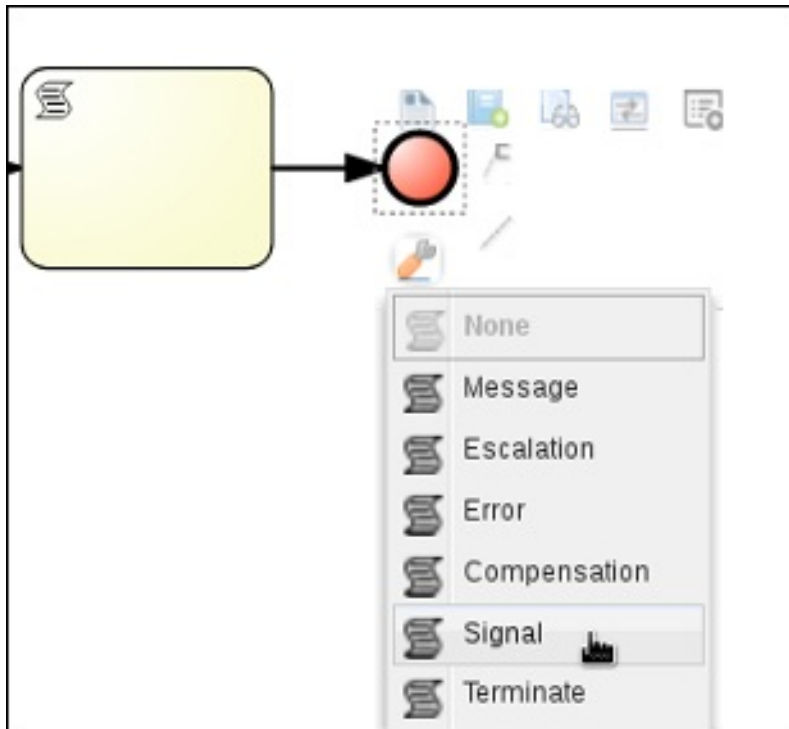 None
Message
Escalation
Error
Compensation
Signal
Terminate